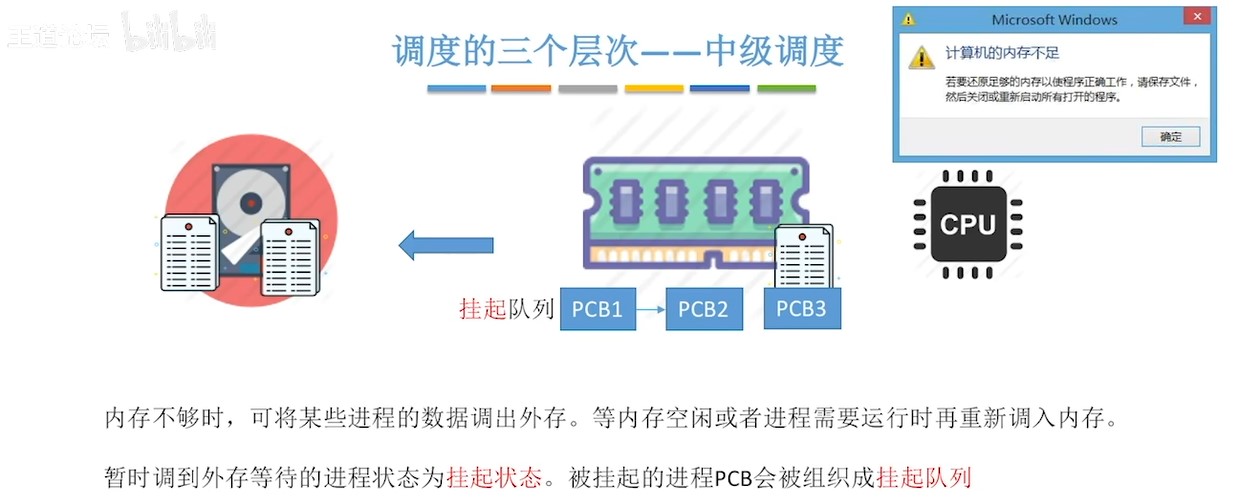 王道论坛 bilibili
调度的三个层次——中级调度
Microsoft Windows
计算机的内存不足
若要还原足够的内存以使程序正确工作，请保存文件，
然后关闭或重新启动所有打开的程序。
确定
CPU
挂起队列 PCB1 PCB2 PCB3
内存不够时，可将某些进程的数据调出外存。等内存空闲或者进程需要运行时再重新调入内存。
暂时调到外存等待的进程状态为挂起状态。被挂起的进程PCB会被组织成挂起队列